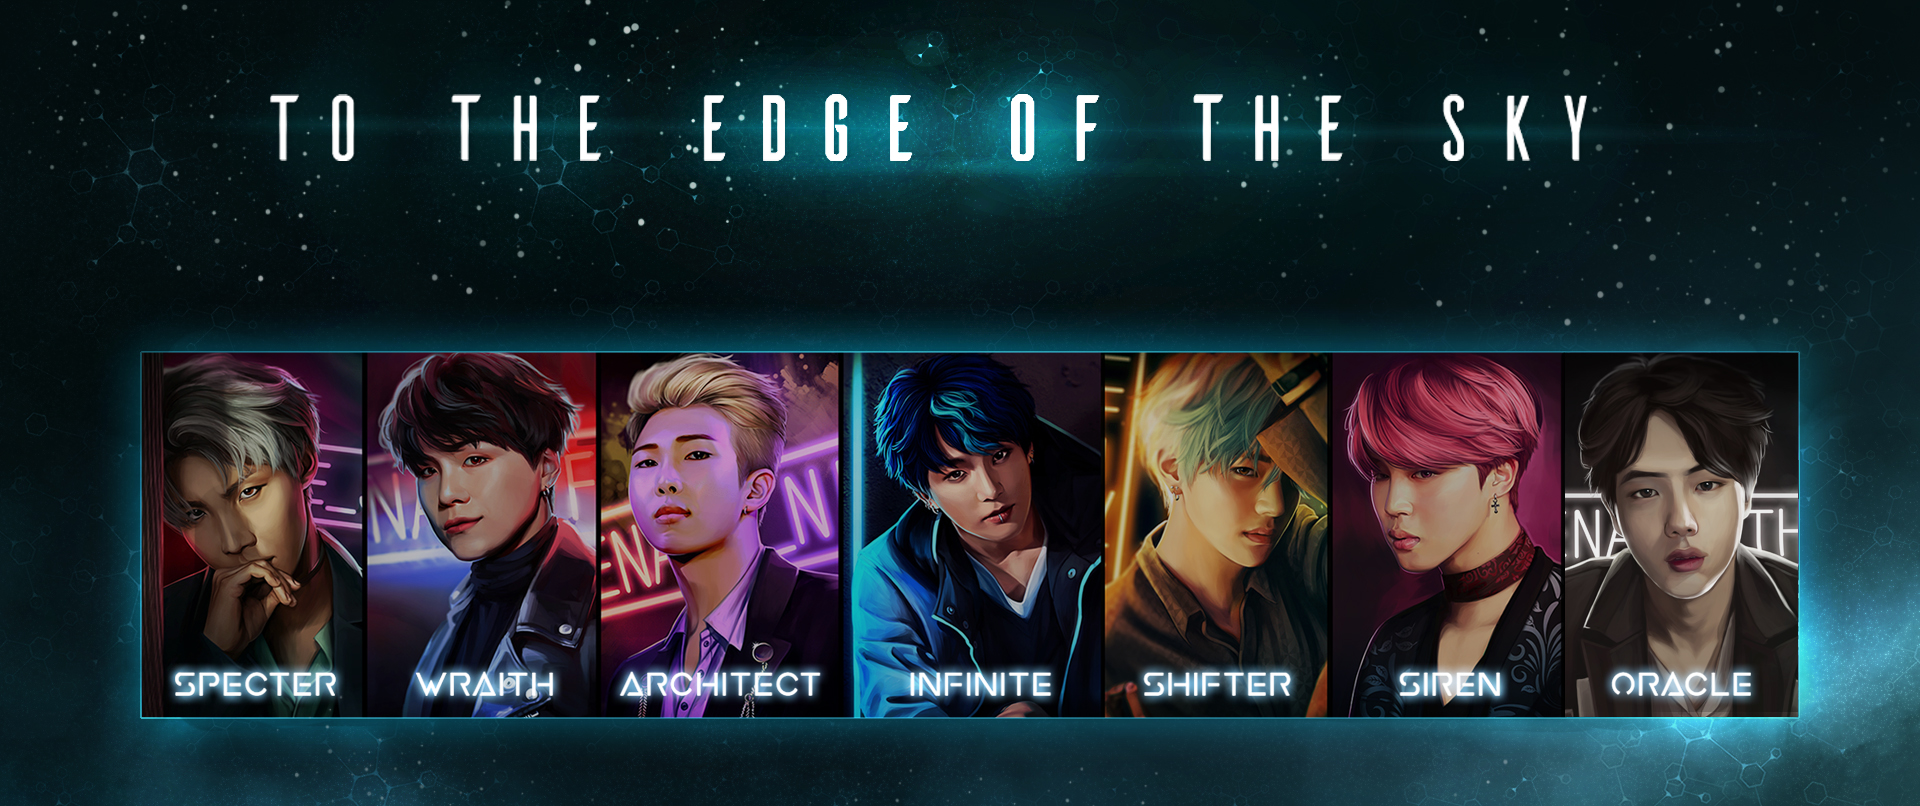 TO THE EDGE OF THE SKY
SPECTER
WRAITH
ARCHITECT
INFINITE
SHIFTER
SIREN
ORACLE